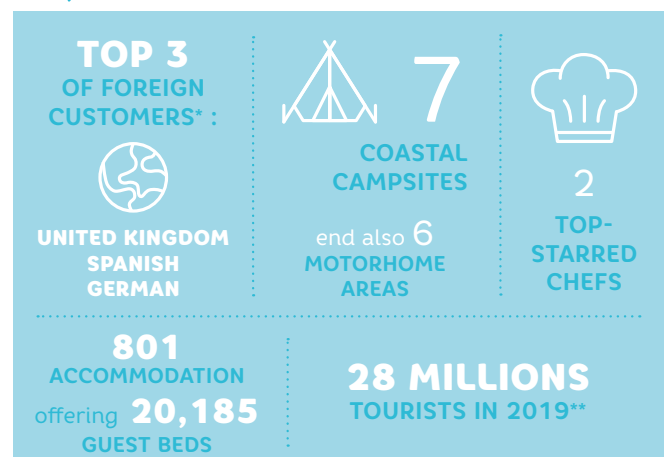 TOP 3
OF FOREIGN
CUSTOMERS* :
UNITED KINGDOM
SPANISH
GERMAN
7
COASTAL
CAMPSITES
end also 6
MOTORHOME
AREAS
2
TOP-
STARRED
CHEFS
801
ACCOMMODATION
offering 20,185
GUEST BEDS
28 MILLIONS
TOURISTS IN 2019**